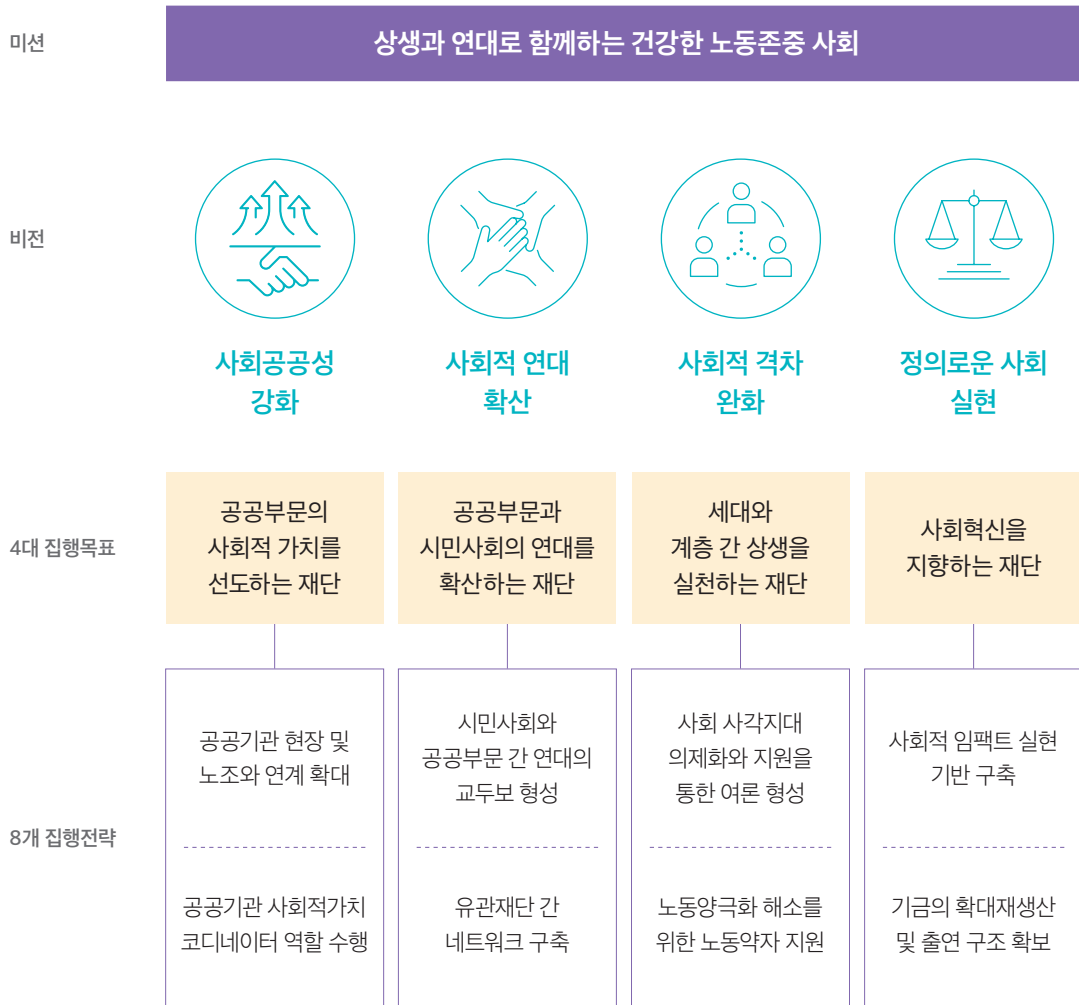 미션
상생과 연대로 함께하는 건강한 노동존중 사회
비전
사회공공성
강화
사회적 연대
확산
사회적 격차
완화
정의로운 사회
실현
4대 집행목표
공공부문의
사회적 가치를
선도하는 재단
공공부문과
시민사회의 연대를
확산하는 재단
세대와
계층 간 상생을
실천하는 재단
사회혁신을
지향하는 재단
8개 집행전략
공공기관 현장 및
노조와 연계 확대
시민사회와
공공부문 간 연대의
교두보 형성
사회 사각지대
의제화와 지원을
통한 여론 형성
사회적 임팩트 실현
기반 구축
공공기관 사회적가치
코디네이터 역할 수행
유관재단 간
네트워크 구축
노동양극화 해소를
위한 노동약자 지원
기금의 확대재생산
및 출연 구조 확보